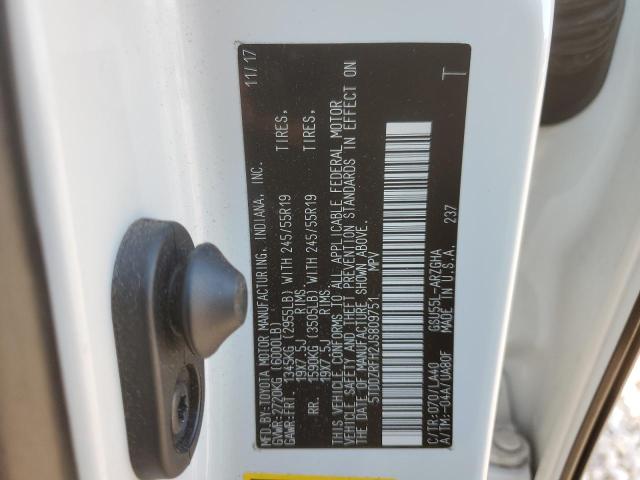 MFD.BY:TOYOTA MOTOR MANUFACTURING, INDIANA, INC. 11/17
GVWR:2720KG (6000LB)
GAWR:FRT. 1345KG (2955LB) WITH 245/55R19 TIRES,
19X7.5J RIMS,
RR. 1590KG (3505LB) WITH 245/55R19 TIRES,
19X7.5J RIMS.
THIS VEHICLE CONFORMS TO ALL APPLICABLE FEDERAL MOTOR
VEHICLE SAFETY AND THEFT PREVENTION STANDARDS IN EFFECT ON
THE DATE OF MANUFACTURE SHOWN ABOVE.
5TDDZRFH2JS809751 MPV
T
C/TR:070/LA40 GSU55L-ARZGHA
A/TM:-04A/UA80F MADE IN U.S.A. 237